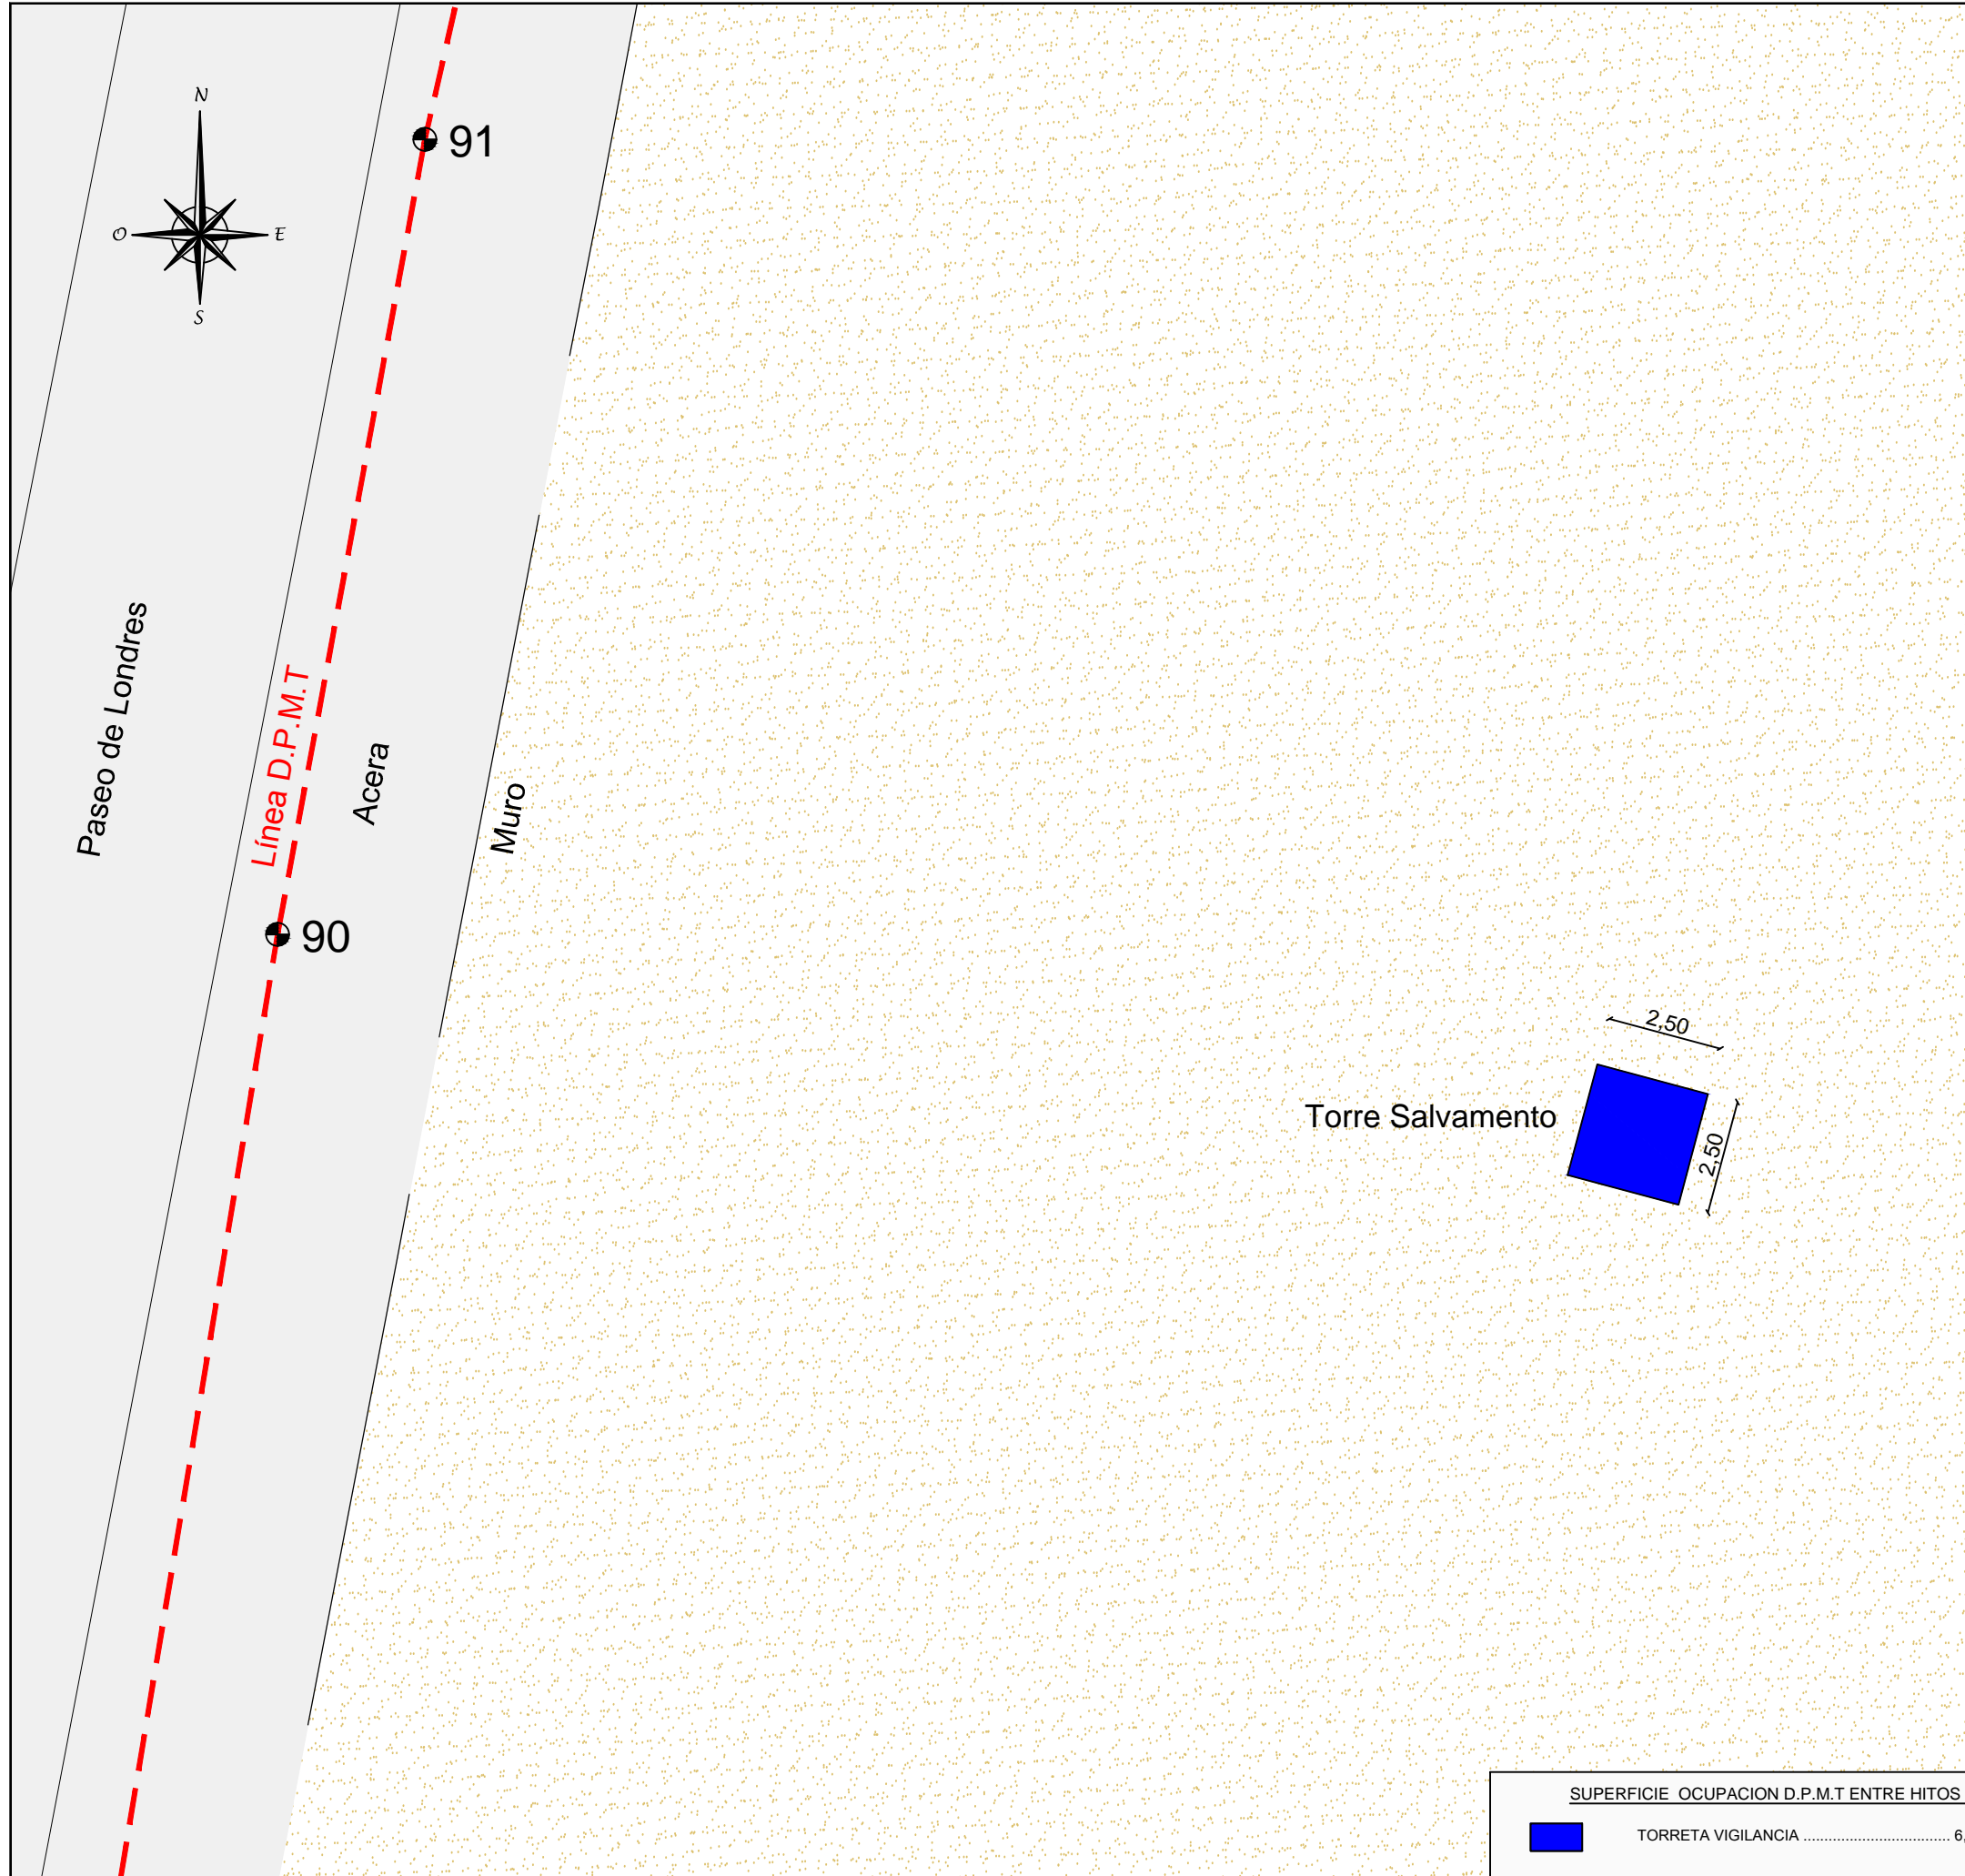 N
91
O
E
S
Paseo de Londres
Línea D.P.M.T
Acera
Muro
90
2,50
Torre Salvamento
2,50
SUPERFICIE OCUPACION D.P.M.T ENTRE HITOS
TORRETA VIGILANCIA ................................ 6,